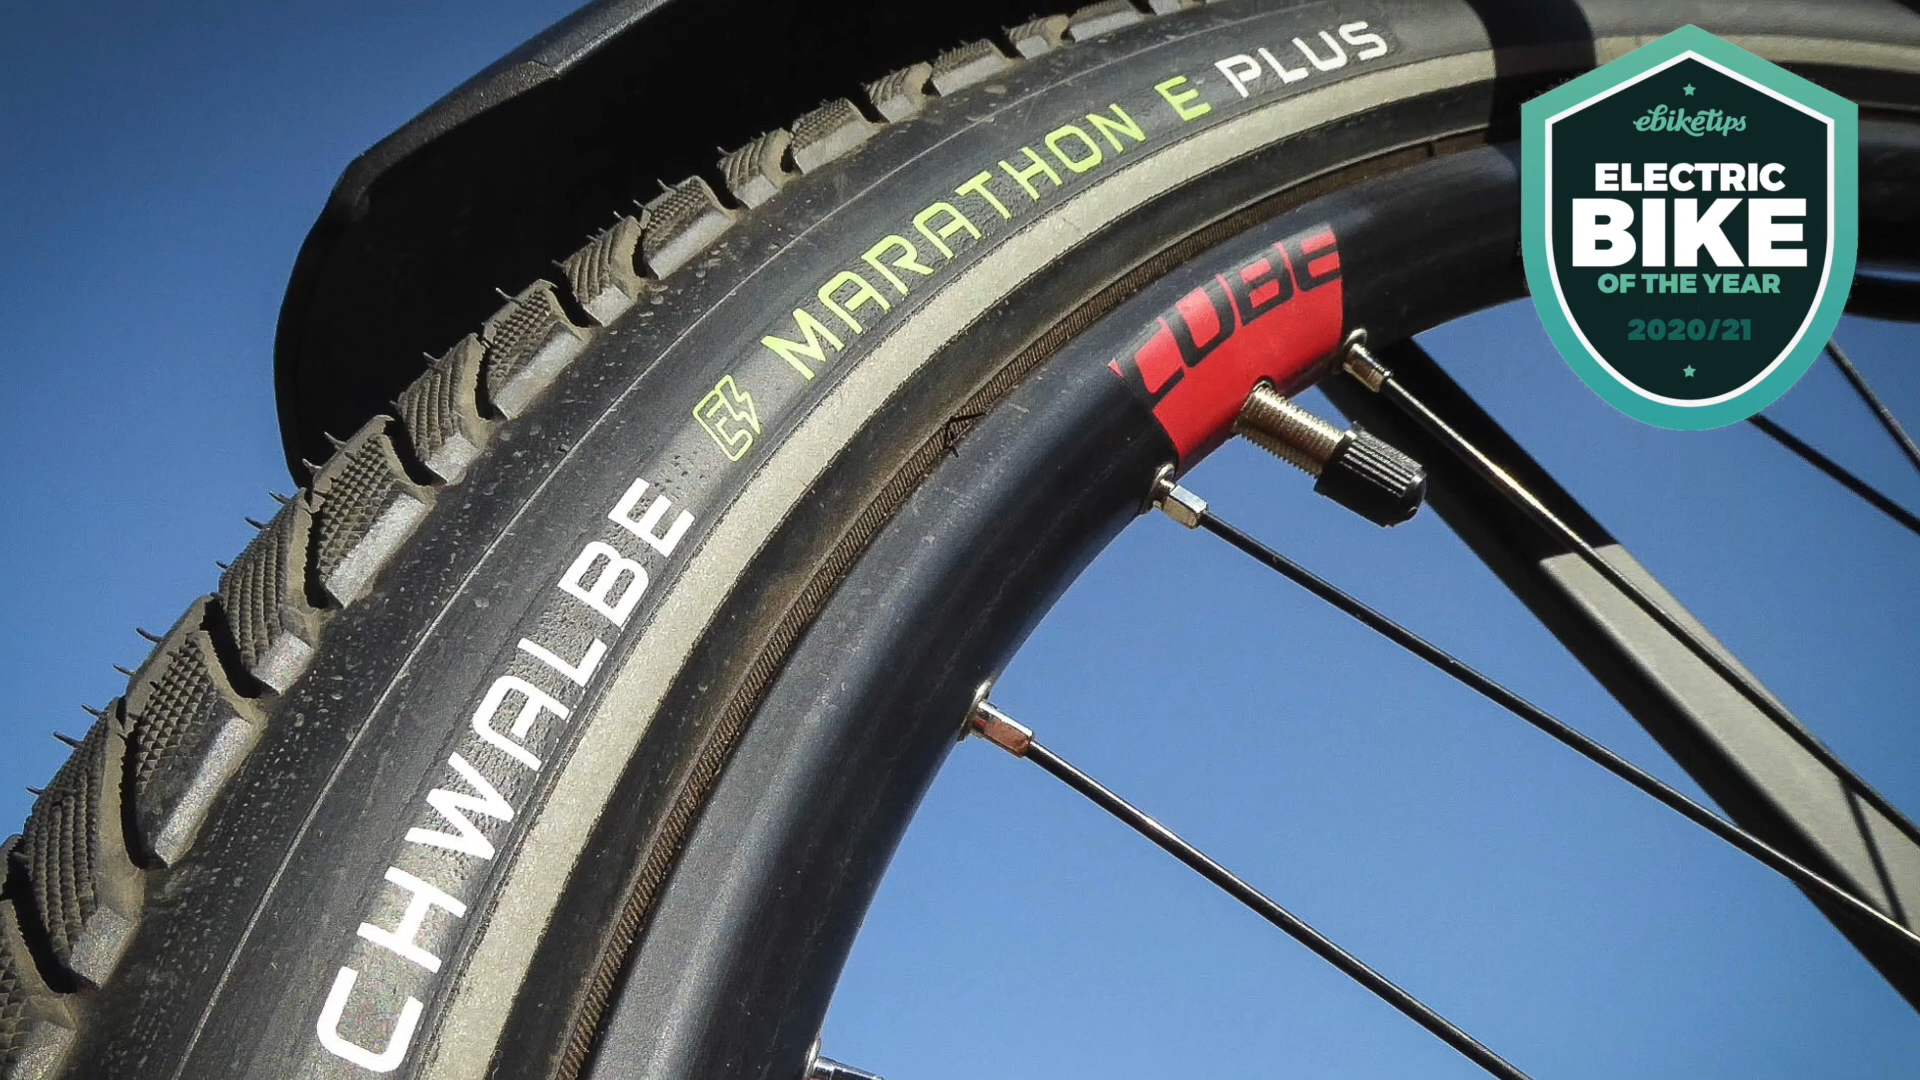 CHWALBE E MARATHON E PLUS
CUBE
ebiketips
ELECTRIC
BIKE
OF THE YEAR
2020/21